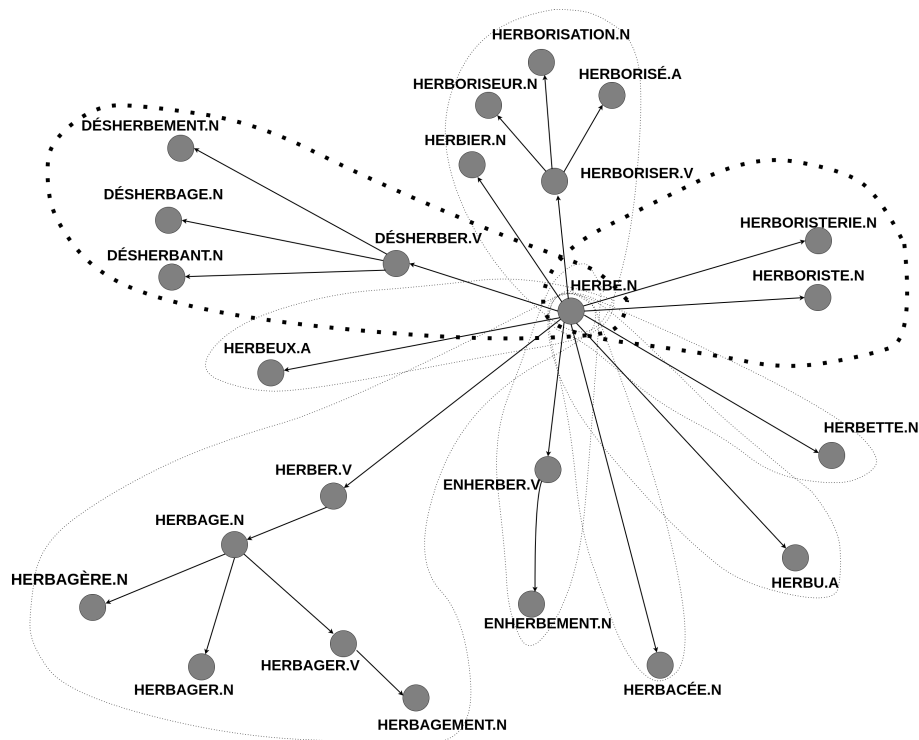 HERBORISATION.N
HERBORISÉ.A
HERBORISEUR.N
DÉSHERBEMENT.N
HERBIER.N
HERBORISER.V
DÉSHERBAGE.N
HERBORISTERIE.N
DÉSHERBER.V
DÉSHERBANT.N
HERBORISTE.N
HERBE.N
HERBEUX.A
HERBETTE.N
HERBER.V
ENHERBER.V
HERBAGE.N
HERBAGÈRE.N
HERBU.A
ENHERBEMENT.N
HERBAGER.V
HERBAGER.N
HERBACÉE.N
HERBAGEMENT.N